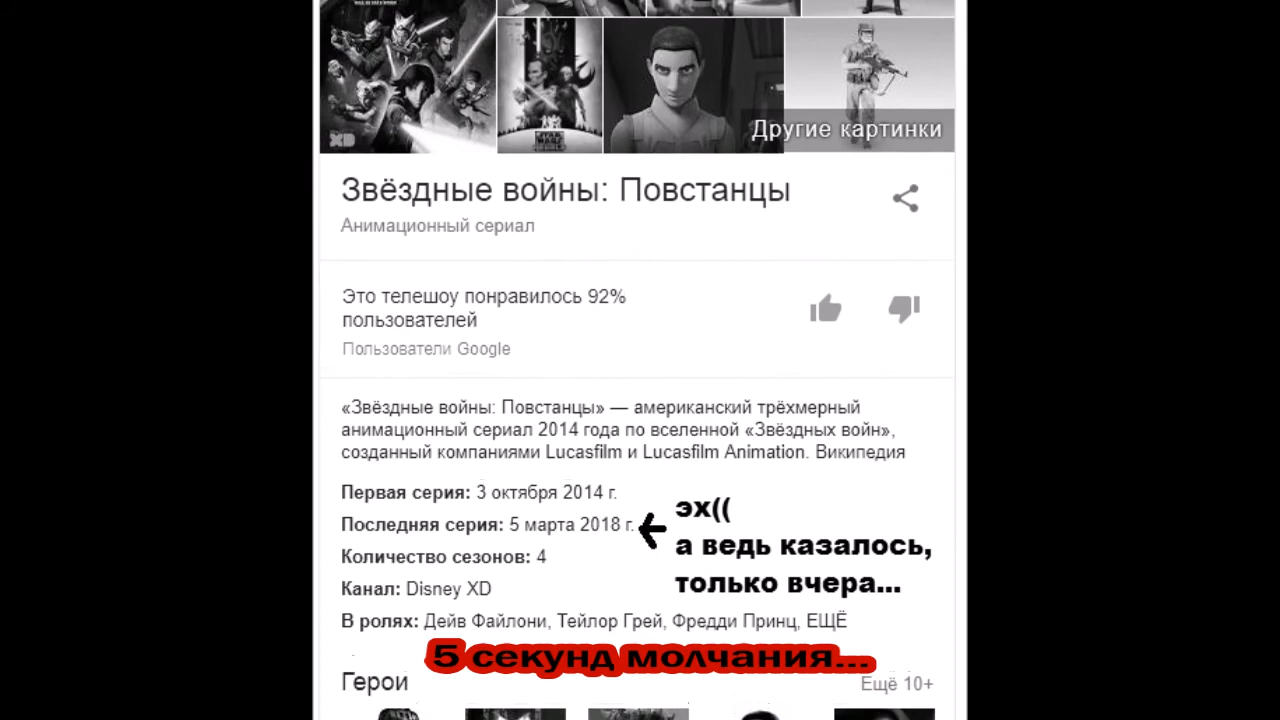 XD
STAR WARS
Другие картинки
Звёздные войны: Повстанцы
Анимационный сериал
Это телешоу понравилось 92%
пользователей
Пользователи Google
«Звёздные войны: Повстанцы» — американский трёхмерный
анимационный сериал 2014 года по вселенной «Звёздных войн»,
созданный компаниями Lucasfilm и Lucasfilm Animation. Википедия
Первая серия: 3 октября 2014 г.
Последняя серия: 5 марта 2018 г.
эх((
а ведь казалось,
только вчера...
Количество сезонов: 4
Канал: Disney XD
В ролях: Дейв Файлони, Тейлор Грей, Фредди Принц, ЕЩЁ
5 секунд молчания...
Герои
Ещё 10+